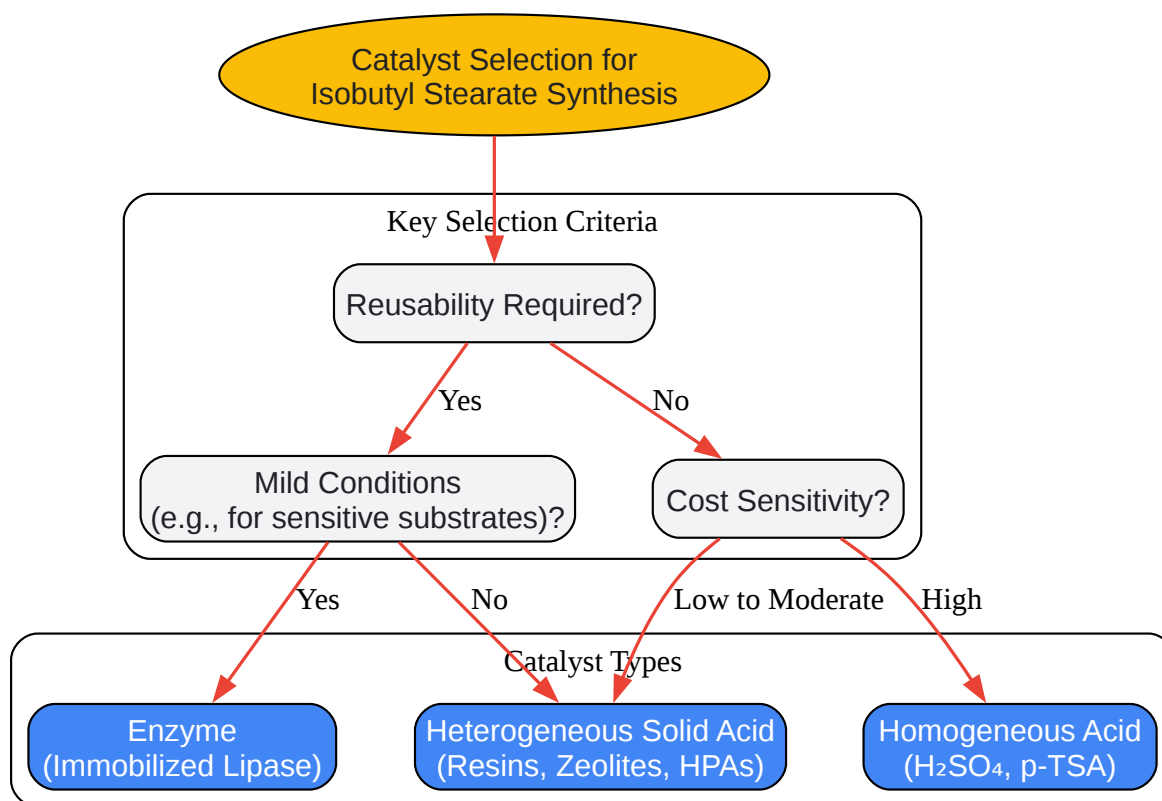 Catalyst Selection for
Isobutyl Stearate Synthesis
Key Selection Criteria
Reusability Required?
Yes
No
Mild Conditions
(e.g., for sensitive substrates)?
Cost Sensitivity?
Yes
No
Low to Moderate
High
Catalyst Types
Enzyme
(Immobilized Lipase)
Heterogeneous Solid Acid
(Resins, Zeolites, HPAs)
Homogeneous Acid
(H₂SO₄, p-TSA)